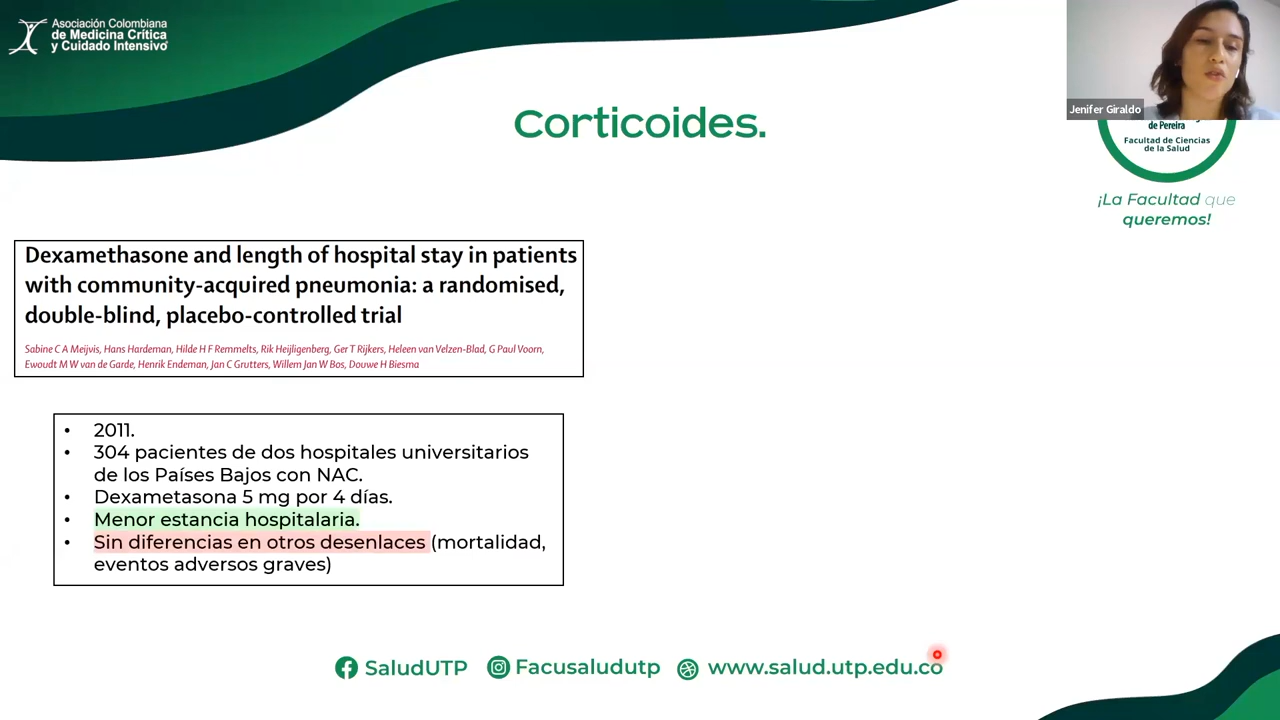 Asociación Colombiana
de Medicina Crítica
y Cuidado Intensivo
Jenifer Giraldo
de Pereira
Facultad de Ciencias
de la Salud
¡La Facultad que
queremos!
Corticoides.
Dexamethasone and length of hospital stay in patients
with community-acquired pneumonia: a randomised,
double-blind, placebo-controlled trial
Sabine C A Meijvis, Hans Hardeman, Hilde H F Remmelts, Rik Heijligenberg, Ger T Rijkers, Heleen van Velzen-Blad, G Paul Voorn,
Ewoudt M W van de Garde, Henrik Endeman, Jan C Grutters, Willem Jan W Bos, Douwe H Biesma
• 2011.
• 304 pacientes de dos hospitales universitarios
de los Países Bajos con NAC.
• Dexametasona 5 mg por 4 días.
• Menor estancia hospitalaria.
• Sin diferencias en otros desenlaces (mortalidad,
eventos adversos graves)
SaludUTP Facusaludutp www.salud.utp.edu.co